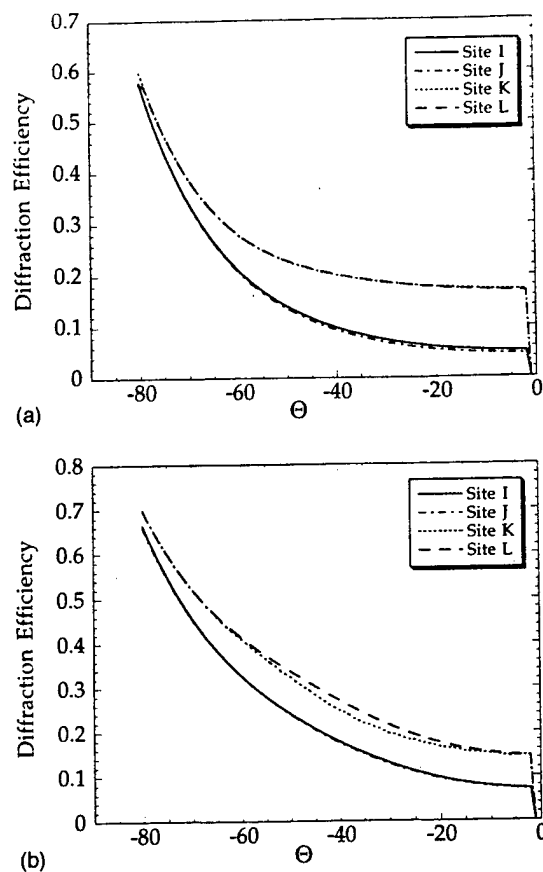 0.7
0.6
0.5
0.4
0.3
0.2
0.1
0
Diffraction Efficiency
Site I
Site J
Site K
Site L
-80
-60
-40
-20
0
Θ
(a)
0.8
0.7
0.6
0.5
0.4
0.3
0.2
0.1
0
Diffraction Efficiency
Site I
Site J
Site K
Site L
-80
-60
-40
-20
0
Θ
(b)